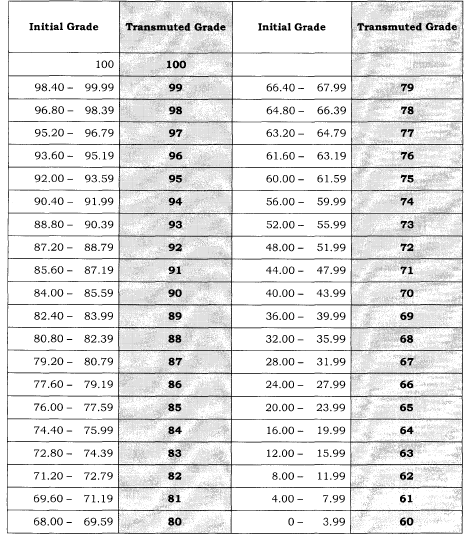 Initial Grade Transmuted Grade Initial Grade Transmuted Grade
100 100
98.40 – 99.99 99 66.40 – 67.99 79
96.80 – 98.39 98 64.80 – 66.39 78
95.20 – 96.79 97 63.20 – 64.79 77
93.60 – 95.19 96 61.60 – 63.19 76
92.00 – 93.59 95 60.00 – 61.59 75
90.40 – 91.99 94 56.00 – 59.99 74
88.80 – 90.39 93 52.00 – 55.99 73
87.20 – 88.79 92 48.00 – 51.99 72
85.60 – 87.19 91 44.00 – 47.99 71
84.00 – 85.59 90 40.00 – 43.99 70
82.40 – 83.99 89 36.00 – 39.99 69
80.80 – 82.39 88 32.00 – 35.99 68
79.20 – 80.79 87 28.00 – 31.99 67
77.60 – 79.19 86 24.00 – 27.99 66
76.00 – 77.59 85 20.00 – 23.99 65
74.40 – 75.99 84 16.00 – 19.99 64
72.80 – 74.39 83 12.00 – 15.99 63
71.20 – 72.79 82 8.00 – 11.99 62
69.60 – 71.19 81 4.00 – 7.99 61
68.00 – 69.59 80 0 – 3.99 60